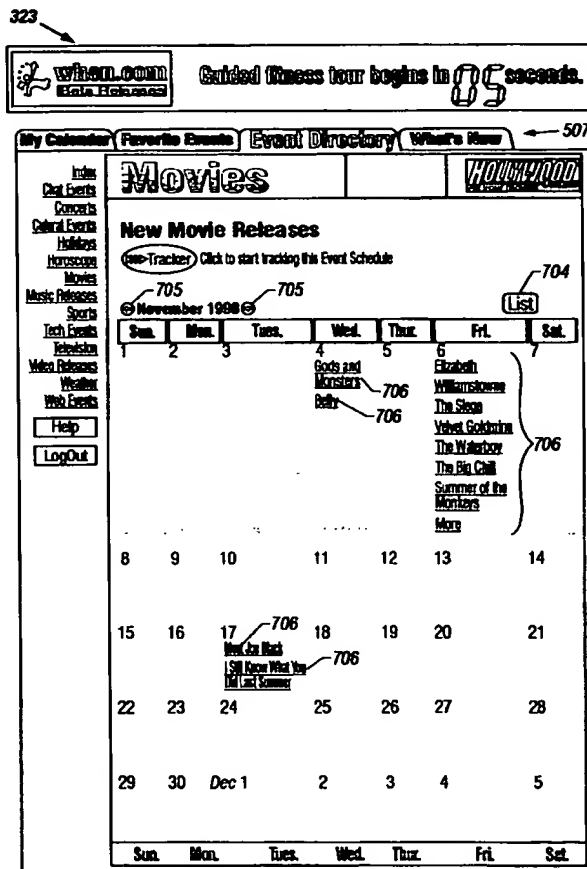 323
when.com
Guided fitness tour begins in 05 seconds.
My Calendar Favorite Events Event Directory What's New
507
Index
Chat Events
Concerts
Cultural Events
Holidays
Horoscope
Movies
Music Releases
Sports
Tech Events
Television
Video Releases
Weather
Web Events
Help
LogOut
Movies
HOLLYWOOD
New Movie Releases
Tracker Click to start tracking this Event Schedule
704
705 705
November 1998
List
Sun. Mon. Tues. Wed. Thur. Fri. Sat.
1 2 3 4 5 6 7
Gods and
Monsters
706
Belly
706
Elizabeth
Williamstowne
The Siege
Velvet Goldmine
The Waterboy
The Big Chill
Summer of the
Monkeys
More
706
8 9 10 11 12 13 14
15 16 17 18 19 20 21
706
Meet Joe Black
706
I Still Know What You
Did Last Summer
22 23 24 25 26 27 28
29 30 Dec 1 2 3 4 5
Sun. Mon. Tues. Wed. Thur. Fri. Sat.